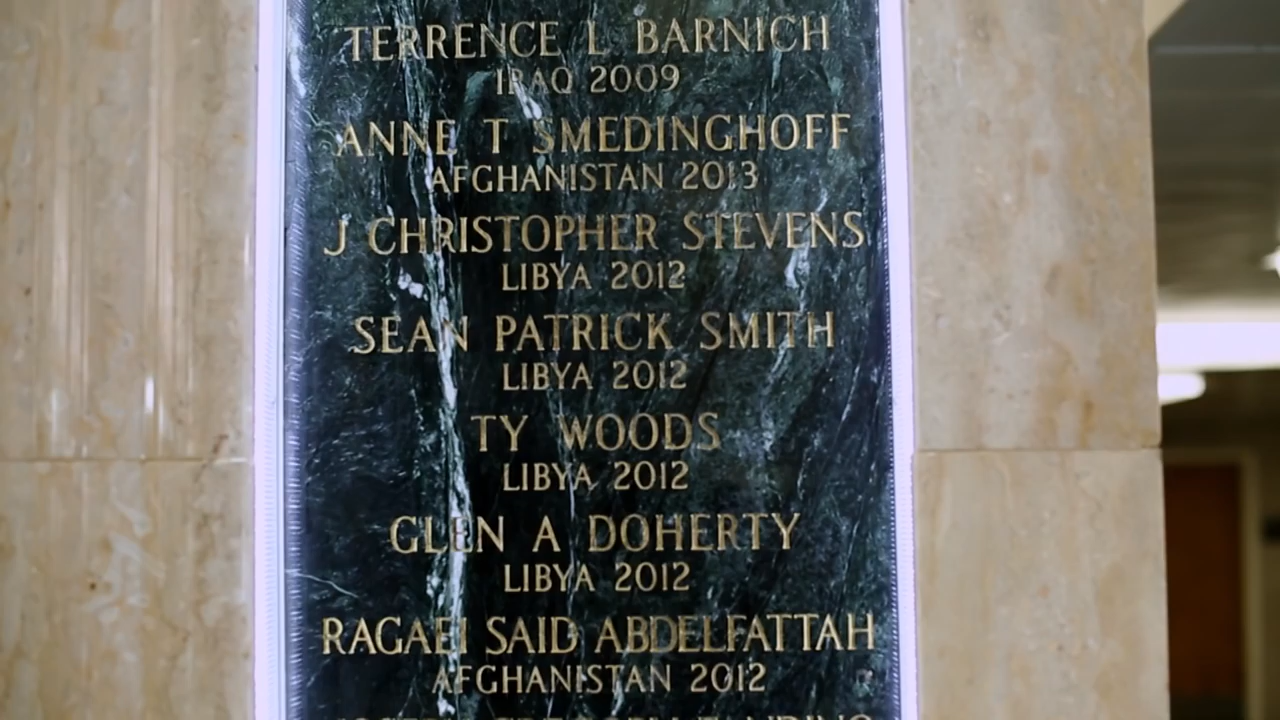 TERRENCE L BARNICH
IRAQ 2009
ANNE T SMEDINGHOFF
AFGHANISTAN 2013
J CHRISTOPHER STEVENS
LIBYA 2012
SEAN PATRICK SMITH
LIBYA 2012
TY WOODS
LIBYA 2012
GLEN A DOHERTY
LIBYA 2012
RAGAEI SAID ABDELFATTAH
AFGHANISTAN 2012